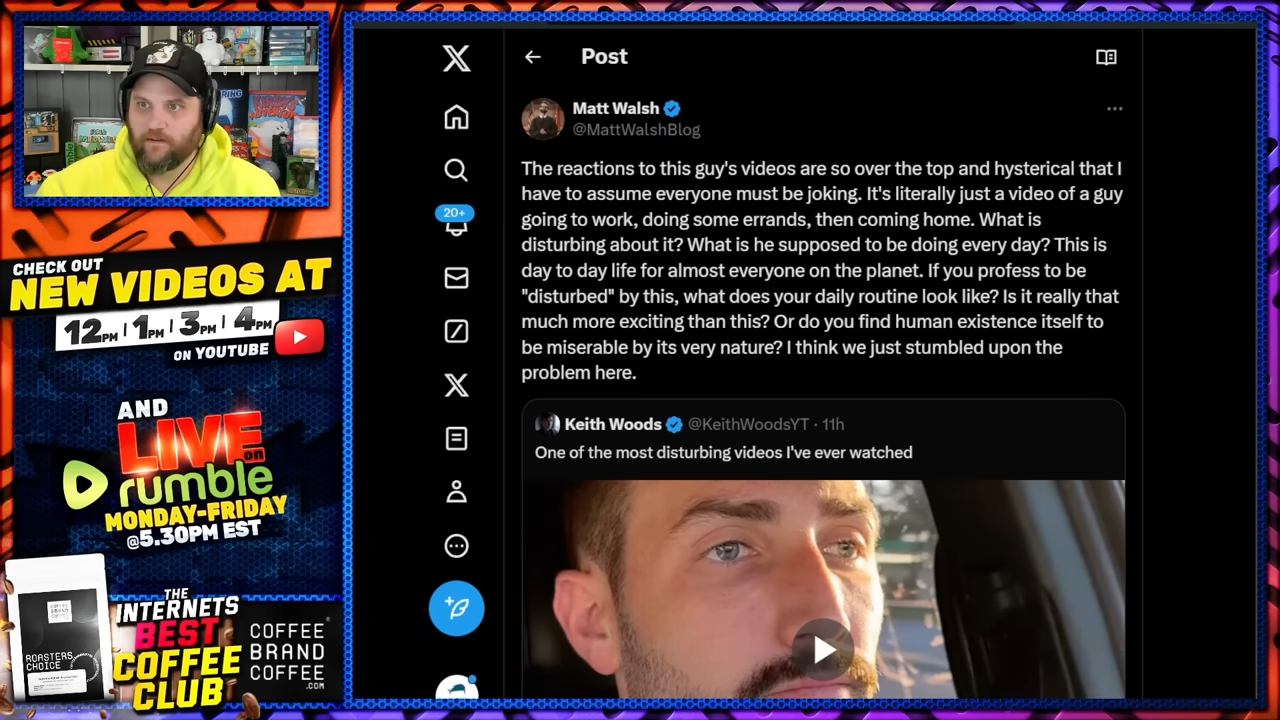 CHECK OUT
NEW VIDEOS AT
12PM | 1PM | 3PM | 4PM
ON YOUTUBE
AND
LIVE on
rumble
MONDAY-FRIDAY
@5.30PM EST
THE
INTERNETS
BEST
COFFEE
CLUB
COFFEE
BRAND
COFFEE
.COM
COFFEE
BRAND
COFFEE
ROASTERS
CHOICE
Post
Matt Walsh
@MattWalshBlog
The reactions to this guy's videos are so over the top and hysterical that I
have to assume everyone must be joking. It's literally just a video of a guy
going to work, doing some errands, then coming home. What is
disturbing about it? What is he supposed to be doing every day? This is
day to day life for almost everyone on the planet. If you profess to be
"disturbed" by this, what does your daily routine look like? Is it really that
much more exciting than this? Or do you find human existence itself to
be miserable by its very nature? I think we just stumbled upon the
problem here.
20+
Keith Woods @KeithWoodsYT · 11h
One of the most disturbing videos I've ever watched